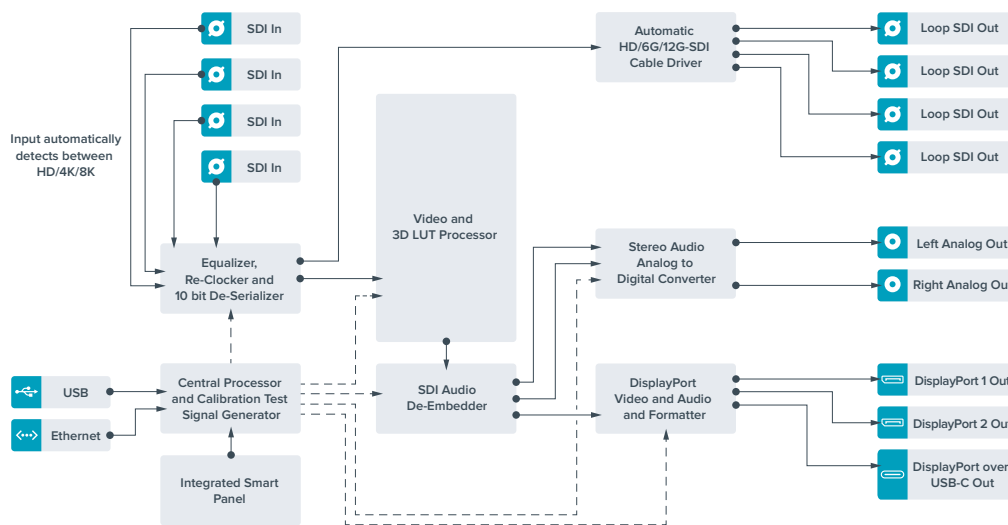 SDI In
SDI In
SDI In
SDI In
Input automatically
detects between
HD/4K/8K
Equalizer,
Re-Clocker and
10 bit De-Serializer
USB
Ethernet
Central Processor
and Calibration Test
Signal Generator
Integrated Smart
Panel
Video and
3D LUT Processor
SDI Audio
De-Embedder
Automatic
HD/6G/12G-SDI
Cable Driver
Stereo Audio
Analog to
Digital Converter
DisplayPort
Video and Audio
and Formatter
Loop SDI Out
Loop SDI Out
Loop SDI Out
Loop SDI Out
Left Analog Out
Right Analog Out
DisplayPort 1 Out
DisplayPort 2 Out
DisplayPort over
USB-C Out